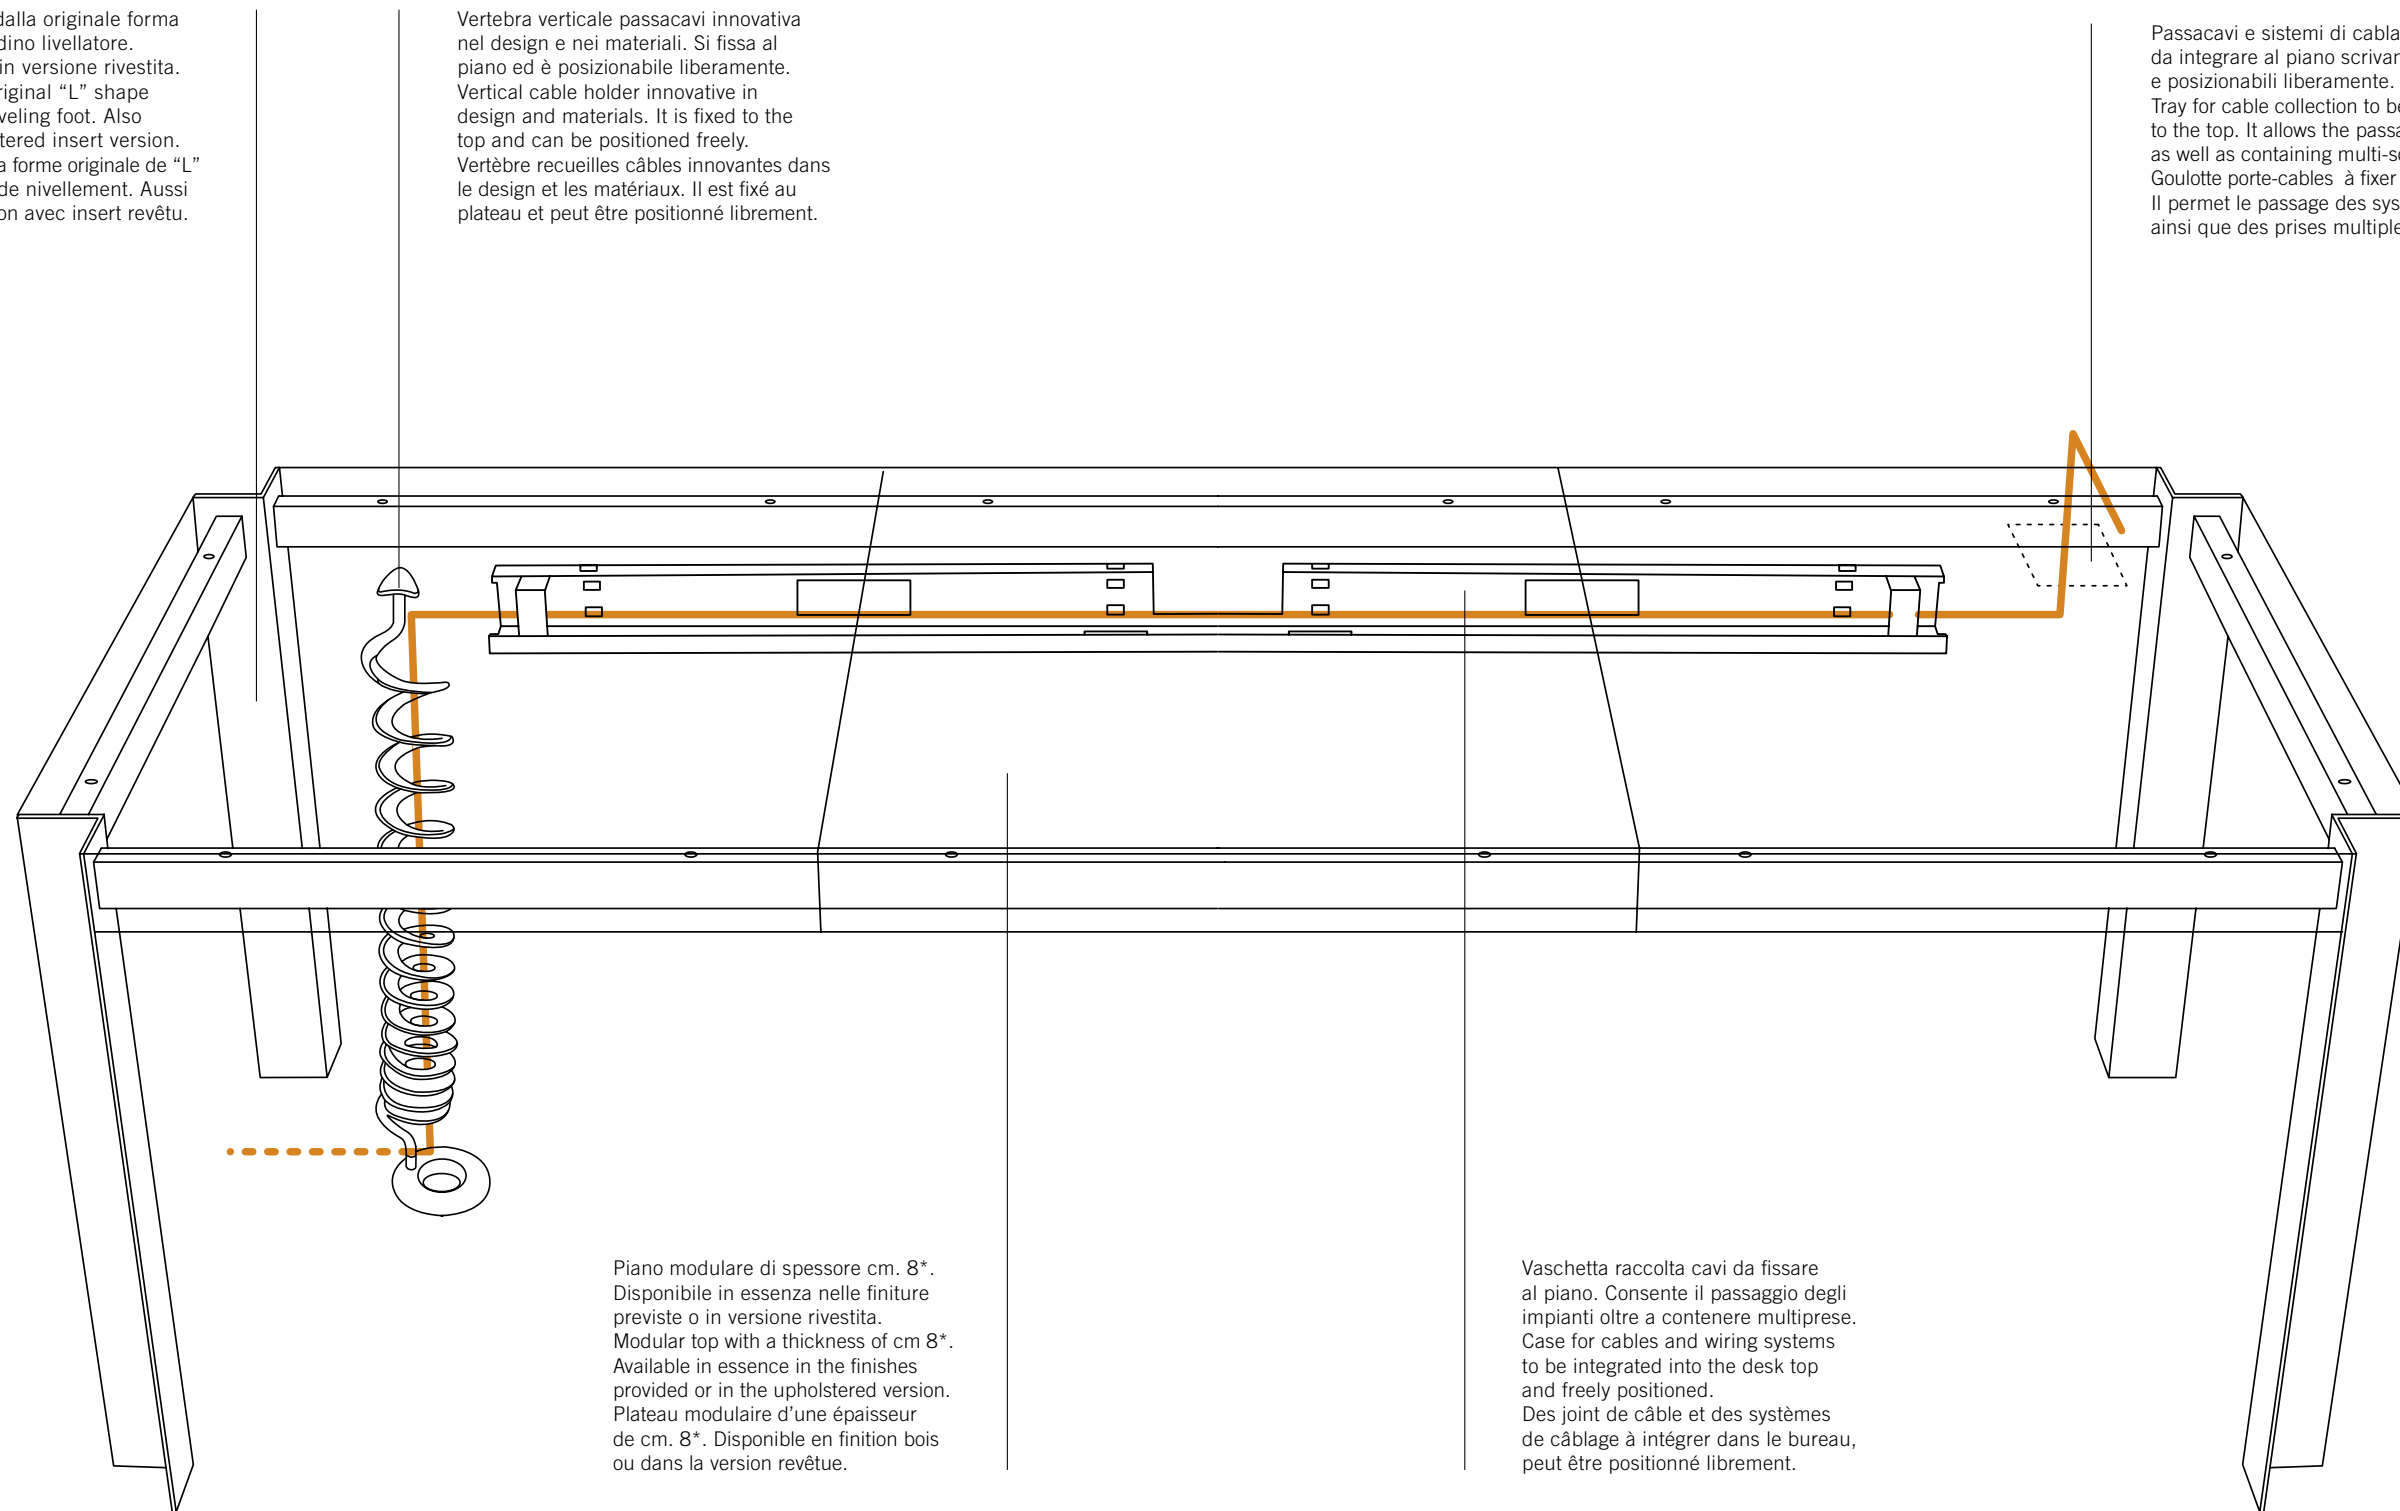 dalla originale forma
dino livellatore.
in versione rivestita.
riginal “L” shape
veling foot. Also
tered insert version.
a forme originale de “L”
de nivellement. Aussi
on avec insert revêtu.
Vertebra verticale passacavi innovativa
nel design e nei materiali. Si fissa al
piano ed è posizionabile liberamente.
Vertical cable holder innovative in
design and materials. It is fixed to the
top and can be positioned freely.
Vertèbre recueilles câbles innovantes dans
le design et les matériaux. Il est fixé au
plateau et peut être positionné librement.
Passacavi e sistemi di cabla
da integrare al piano scrivan
e posizionabili liberamente.
Tray for cable collection to be
to the top. It allows the passa
as well as containing multi-so
Goulotte porte-cables à fixer
Il permet le passage des sys
ainsi que des prises multiple
Piano modulare di spessore cm. 8*.
Disponibile in essenza nelle finiture
previste o in versione rivestita.
Modular top with a thickness of cm 8*.
Available in essence in the finishes
provided or in the upholstered version.
Plateau modulaire d’une épaisseur
de cm. 8*. Disponible en finition bois
ou dans la version revêtue.
Vaschetta raccolta cavi da fissare
al piano. Consente il passaggio degli
impianti oltre a contenere multiprese.
Case for cables and wiring systems
to be integrated into the desk top
and freely positioned.
Des joint de câble et des systèmes
de câblage à intégrer dans le bureau,
peut être positionné librement.